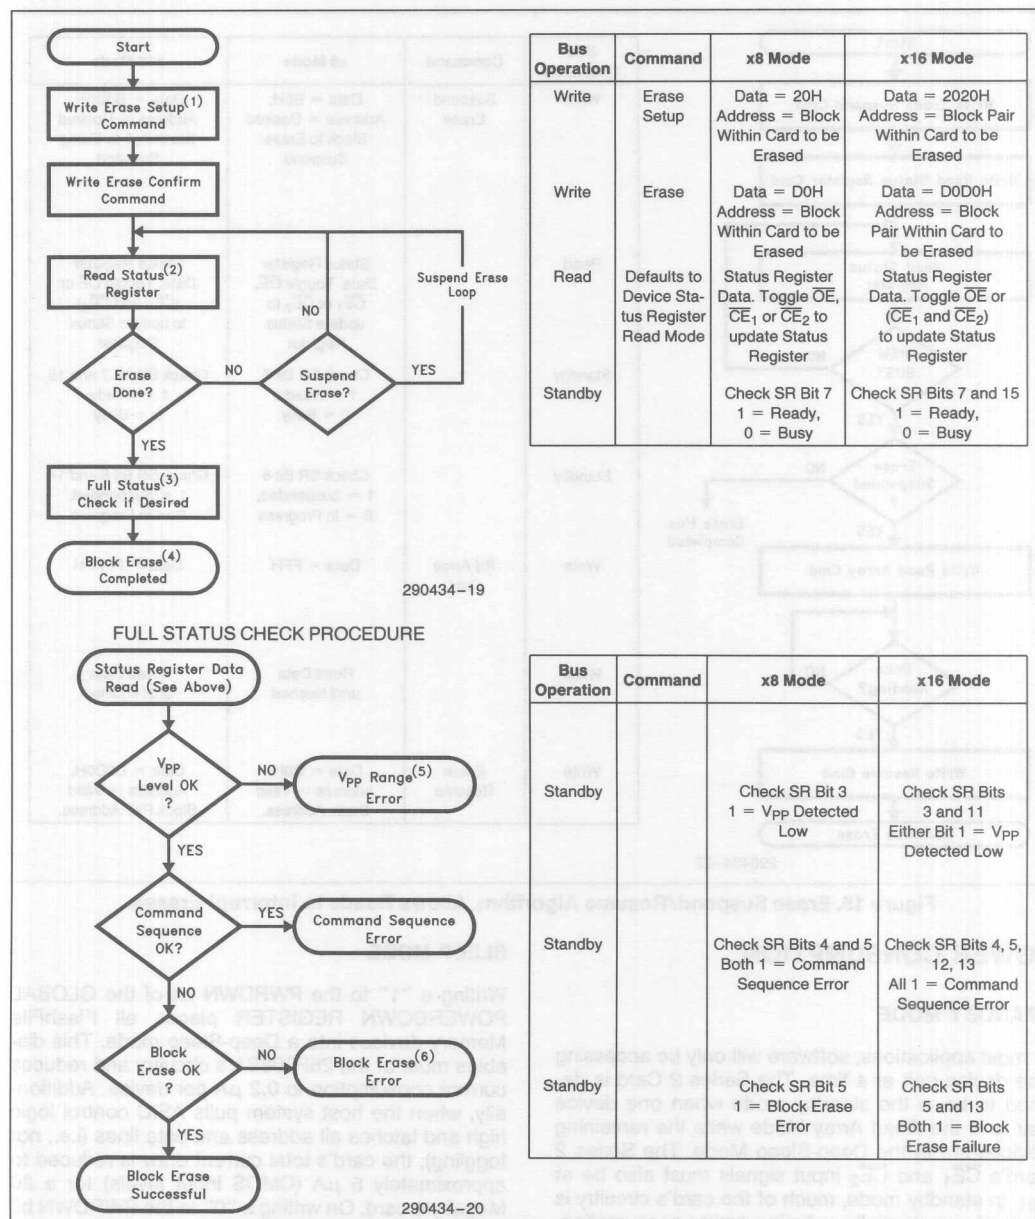 Start
Write Erase Setup(1)
Command
Write Erase Confirm
Command
Read Status(2)
Register
Suspend Erase
Loop
NO
Erase
Done?
NO
Suspend
Erase?
YES
YES
Full Status(3)
Check if Desired
Block Erase(4)
Completed
290434-19
Bus
Operation
Command
x8 Mode
x16 Mode
Write
Erase
Setup
Data = 20H
Address = Block
Within Card to be
Erased
Data = 2020H
Address = Block Pair
Within Card to be
Erased
Write
Erase
Data = D0H
Address = Block
Within Card to be
Erased
Data = D0D0H
Address = Block
Pair Within Card to
be Erased
Read
Defaults to
Device Sta-
tus Register
Read Mode
Status Register
Data. Toggle OE,
CE1 or CE2 to
update Status
Register
Status Register
Data. Toggle OE or
(CE1 and CE2)
to update Status
Register
Standby
Check SR Bit 7
1 = Ready,
0 = Busy
Check SR Bits 7 and 15
1 = Ready,
0 = Busy
FULL STATUS CHECK PROCEDURE
Status Register Data
Read (See Above)
VPP
Level OK
?
NO
VPP Range(5)
Error
YES
Command
Sequence
OK?
YES
Command Sequence
Error
NO
Block
Erase OK
?
NO
Block Erase(6)
Error
YES
Block Erase
Successful
290434-20
Bus
Operation
Command
x8 Mode
x16 Mode
Standby
Check SR Bit 3
1 = VPP Detected
Low
Check SR Bits
3 and 11
Either Bit 1 = VPP
Detected Low
Standby
Check SR Bits 4 and 5
Both 1 = Command
Sequence Error
Check SR Bits 4, 5,
12, 13
All 1 = Command
Sequence Error
Standby
Check SR Bit 5
1 = Block Erase
Error
Check SR Bits
5 and 13
Both 1 = Block
Erase Failure